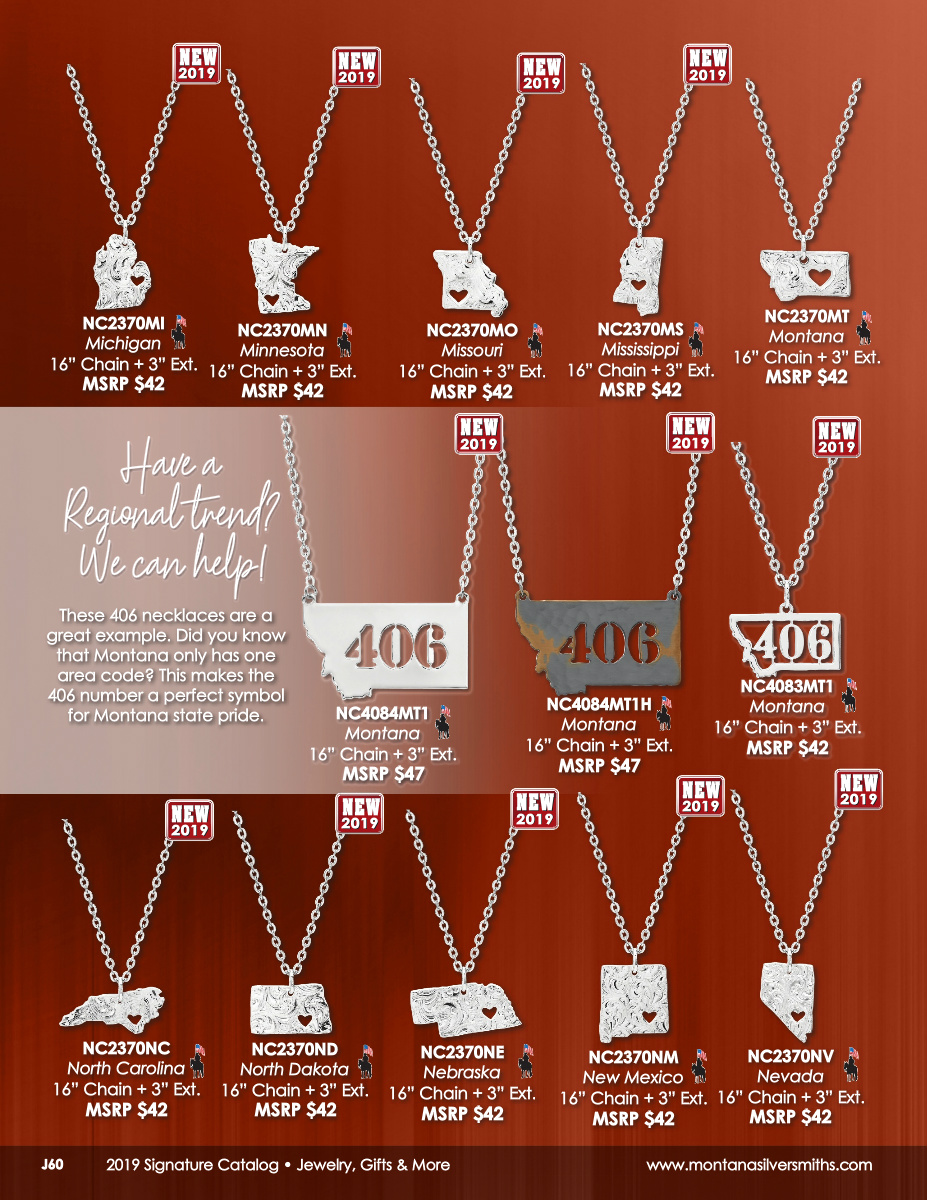 NEW
2019
NEW
2019
NEW
2019
NEW
2019
NC2370MI
Michigan
16” Chain + 3” Ext.
MSRP $42
NC2370MN
Minnesota
16” Chain + 3” Ext.
MSRP $42
NC2370MO
Missouri
16” Chain + 3” Ext.
MSRP $42
NC2370MS
Mississippi
16” Chain + 3” Ext.
MSRP $42
NC2370MT
Montana
16” Chain + 3” Ext.
MSRP $42
Have a
Regional trend?
We can help!
These 406 necklaces are a
great example. Did you know
that Montana only has one
area code? This makes the
406 number a perfect symbol
for Montana state pride.
NEW
2019
406
NC4084MT1
Montana
16” Chain + 3” Ext.
MSRP $47
NEW
2019
406
NC4084MT1H
Montana
16” Chain + 3” Ext.
MSRP $47
NEW
2019
406
NC4083MT1
Montana
16” Chain + 3” Ext.
MSRP $42
NEW
2019
NEW
2019
NEW
2019
NEW
2019
NEW
2019
NC2370NC
North Carolina
16” Chain + 3” Ext.
MSRP $42
NC2370ND
North Dakota
16” Chain + 3” Ext.
MSRP $42
NC2370NE
Nebraska
16” Chain + 3” Ext.
MSRP $42
NC2370NM
New Mexico
16” Chain + 3” Ext.
MSRP $42
NC2370NV
Nevada
16” Chain + 3” Ext.
MSRP $42
J60
2019 Signature Catalog • Jewelry, Gifts & More
www.montanasilversmiths.com